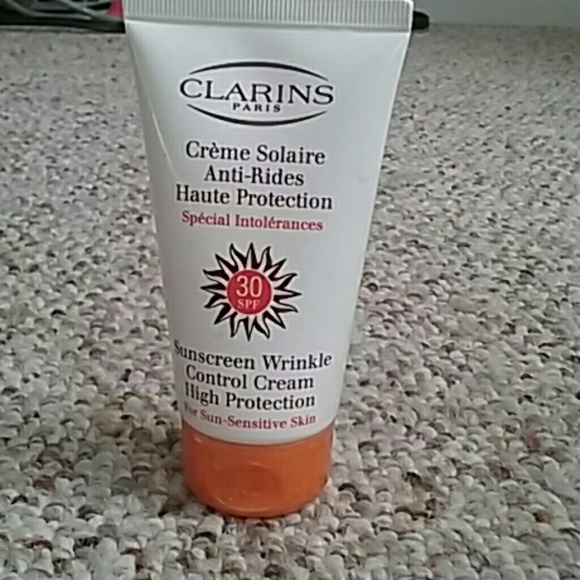 CLARINS
PARIS
Crème Solaire
Anti-Rides
Haute Protection
Spécial Intolérances
30
SPF
Sunscreen Wrinkle
Control Cream
High Protection
For Sun-Sensitive Skin